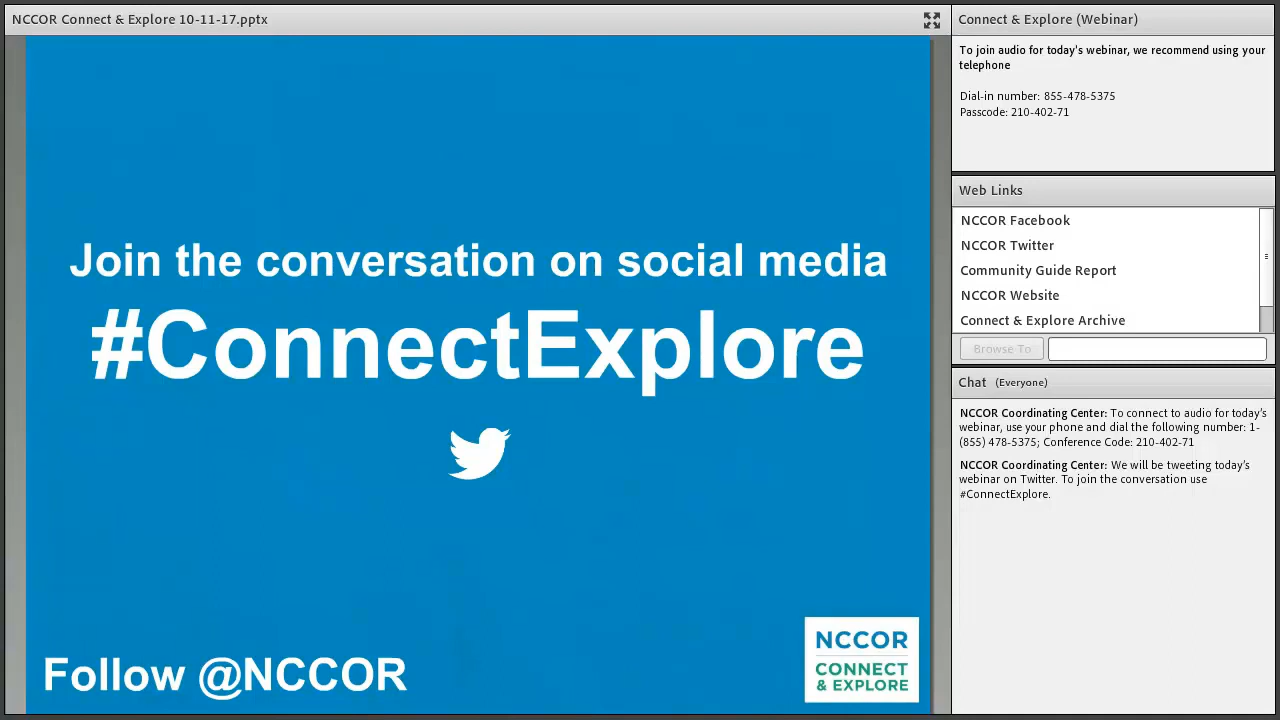 NCCOR Connect & Explore 10-11-17.pptx
Join the conversation on social media
#ConnectExplore
Follow @NCCOR
NCCOR
CONNECT
& EXPLORE
Connect & Explore (Webinar)
To join audio for today's webinar, we recommend using your
telephone
Dial-in number: 855-478-5375
Passcode: 210-402-71
Web Links
NCCOR Facebook
NCCOR Twitter
Community Guide Report
NCCOR Website
Connect & Explore Archive
Browse To
Chat (Everyone)
NCCOR Coordinating Center: To connect to audio for today's
webinar, use your phone and dial the following number: 1-
(855) 478-5375; Conference Code: 210-402-71
NCCOR Coordinating Center: We will be tweeting today's
webinar on Twitter. To join the conversation use
#ConnectExplore.